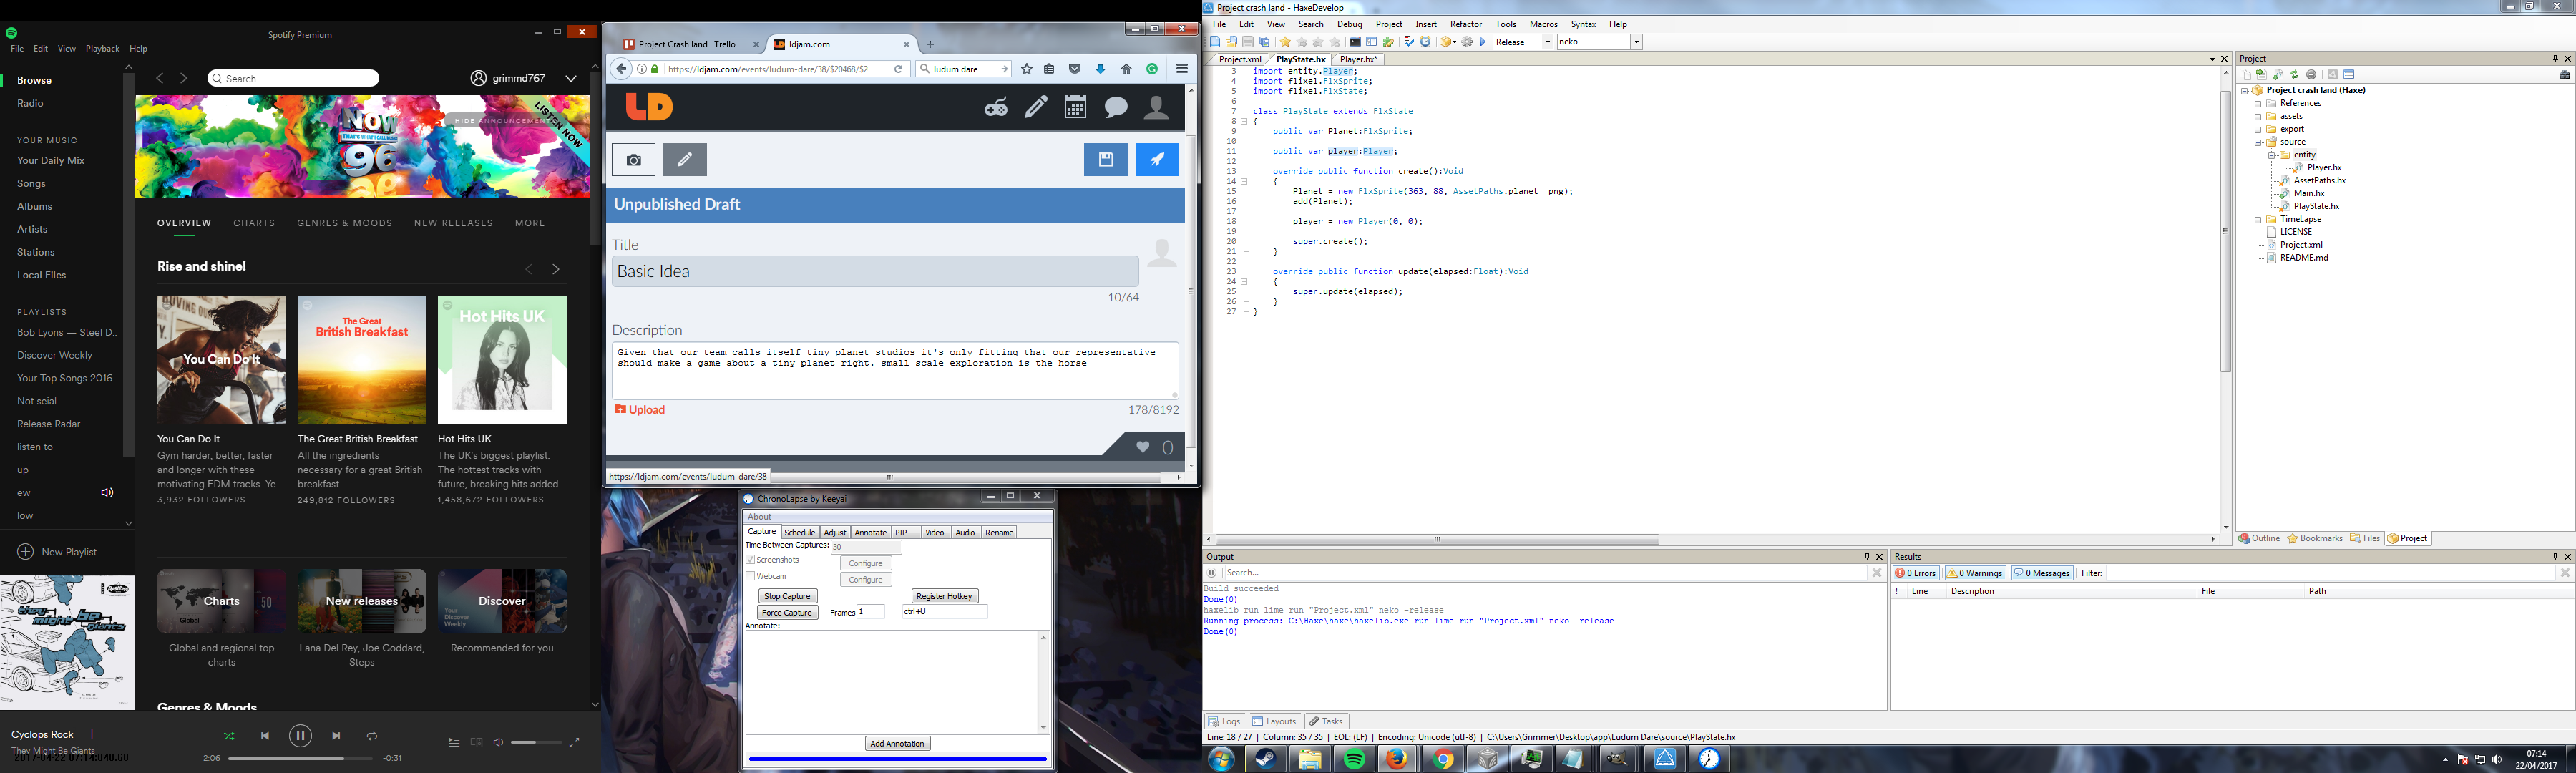 Spotify Premium
File Edit View Playback Help
Browse
Radio
YOUR MUSIC
Your Daily Mix
Songs
Albums
Artists
Stations
Local Files
PLAYLISTS
Bob Lyons — Steel D..
Discover Weekly
Your Top Songs 2016
Not seial
Release Radar
listen to
up
ew
low
New Playlist
Search
grimmd767
NOW
THAT'S WHAT I CALL MUSIC
96
HIDE ANNOUNCEMENT
LISTEN NOW
OVERVIEW CHARTS GENRES & MOODS NEW RELEASES MORE
Rise and shine!
You Can Do It
The Great
British Breakfast
Hot Hits UK
You Can Do It
Gym harder, better, faster
and longer with these
motivating EDM tracks. Ye...
3,932 FOLLOWERS
The Great British Breakfast
All the ingredients
necessary for a great British
breakfast.
249,812 FOLLOWERS
Hot Hits UK
The UK's biggest playlist.
The hottest tracks with
future, breaking hits added...
1,458,672 FOLLOWERS
Charts
New releases
Discover
Global and regional top
charts
Lana Del Rey, Joe Goddard,
Steps
Recommended for you
Genres & Moods
they might be giants
Cyclops Rock
They Might Be Giants
2017-04-22 07:14:040.60
2:06
-0:31
Project Crash land | Trello
ldjam.com
https://ldjam.com/events/ludum-dare/38/$20468/$2
ludum dare
LD
Unpublished Draft
Title
Basic Idea
10/64
Description
Given that our team calls itself tiny planet studios it's only fitting that our representative
should make a game about a tiny planet right. small scale exploration is the horse
Upload
178/8192
0
https://ldjam.com/events/ludum-dare/38
ChronoLapse by Keeyai
About
Capture Schedule Adjust Annotate PIP Video Audio Rename
Time Between Captures: 30
Screenshots Configure
Webcam Configure
Stop Capture Register Hotkey
Force Capture Frames 1 ctrl+U
Annotate:
Add Annotation
Project crash land - HaxeDevelop
File Edit View Search Debug Project Insert Refactor Tools Macros Syntax Help
Release neko
Project.xml PlayState.hx Player.hx*
3 import entity.Player;
4 import flixel.FlxSprite;
5 import flixel.FlxState;
6
7 class PlayState extends FlxState
8 {
9 public var Planet:FlxSprite;
10
11 public var player:Player;
12
13 override public function create():Void
14 {
15 Planet = new FlxSprite(363, 88, AssetPaths.planet__png);
16 add(Planet);
17
18 player = new Player(0, 0);
19
20 super.create();
21 }
22
23 override public function update(elapsed:Float):Void
24 {
25 super.update(elapsed);
26 }
27 }
Project
Project crash land (Haxe)
References
assets
export
source
entity
Player.hx
AssetPaths.hx
Main.hx
PlayState.hx
TimeLapse
LICENSE
Project.xml
README.md
Outline Bookmarks Files Project
Output
Search...
Build succeeded
Done(0)
haxelib run lime run "Project.xml" neko -release
Running process: C:\Haxe\haxe\haxelib.exe run lime run "Project.xml" neko -release
Done(0)
Results
0 Errors 0 Warnings 0 Messages Filter:
! Line Description File Path
Logs Layouts Tasks
Line: 18 / 27 | Column: 35 / 35 | EOL: (LF) | Encoding: Unicode (utf-8) | C:\Users\Grimmer\Desktop\app\Ludum Dare\source\PlayState.hx
07:14
22/04/2017